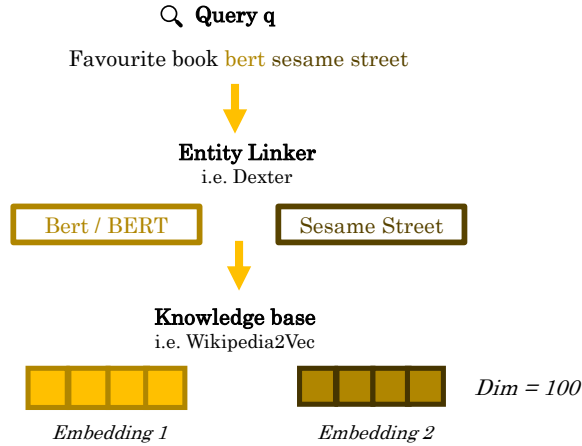 Query q
Favourite book bert sesame street
Entity Linker
i.e. Dexter
Bert / BERT
Sesame Street
Knowledge base
i.e. Wikipedia2Vec
Dim = 100
Embedding 1
Embedding 2